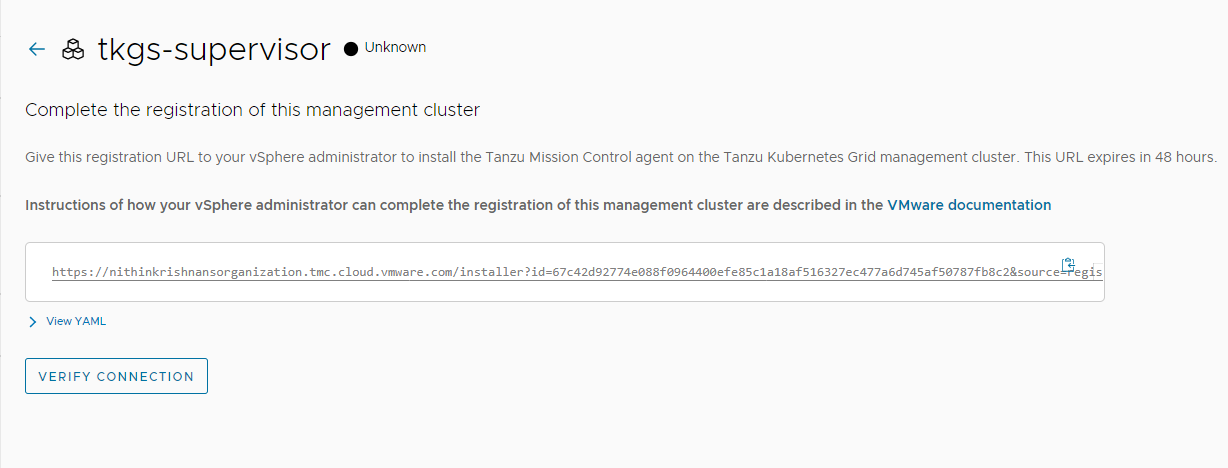 tkgs-supervisor Unknown
Complete the registration of this management cluster
Give this registration URL to your vSphere administrator to install the Tanzu Mission Control agent on the Tanzu Kubernetes Grid management cluster. This URL expires in 48 hours.
Instructions of how your vSphere administrator can complete the registration of this management cluster are described in the VMware documentation
https://nithinkrishnansorganization.tmc.cloud.vmware.com/installer?id=67c42d92774e088f0964400efe85c1a18af516327ec477a6d745af50787fb8c2&source=regis
View YAML
VERIFY CONNECTION